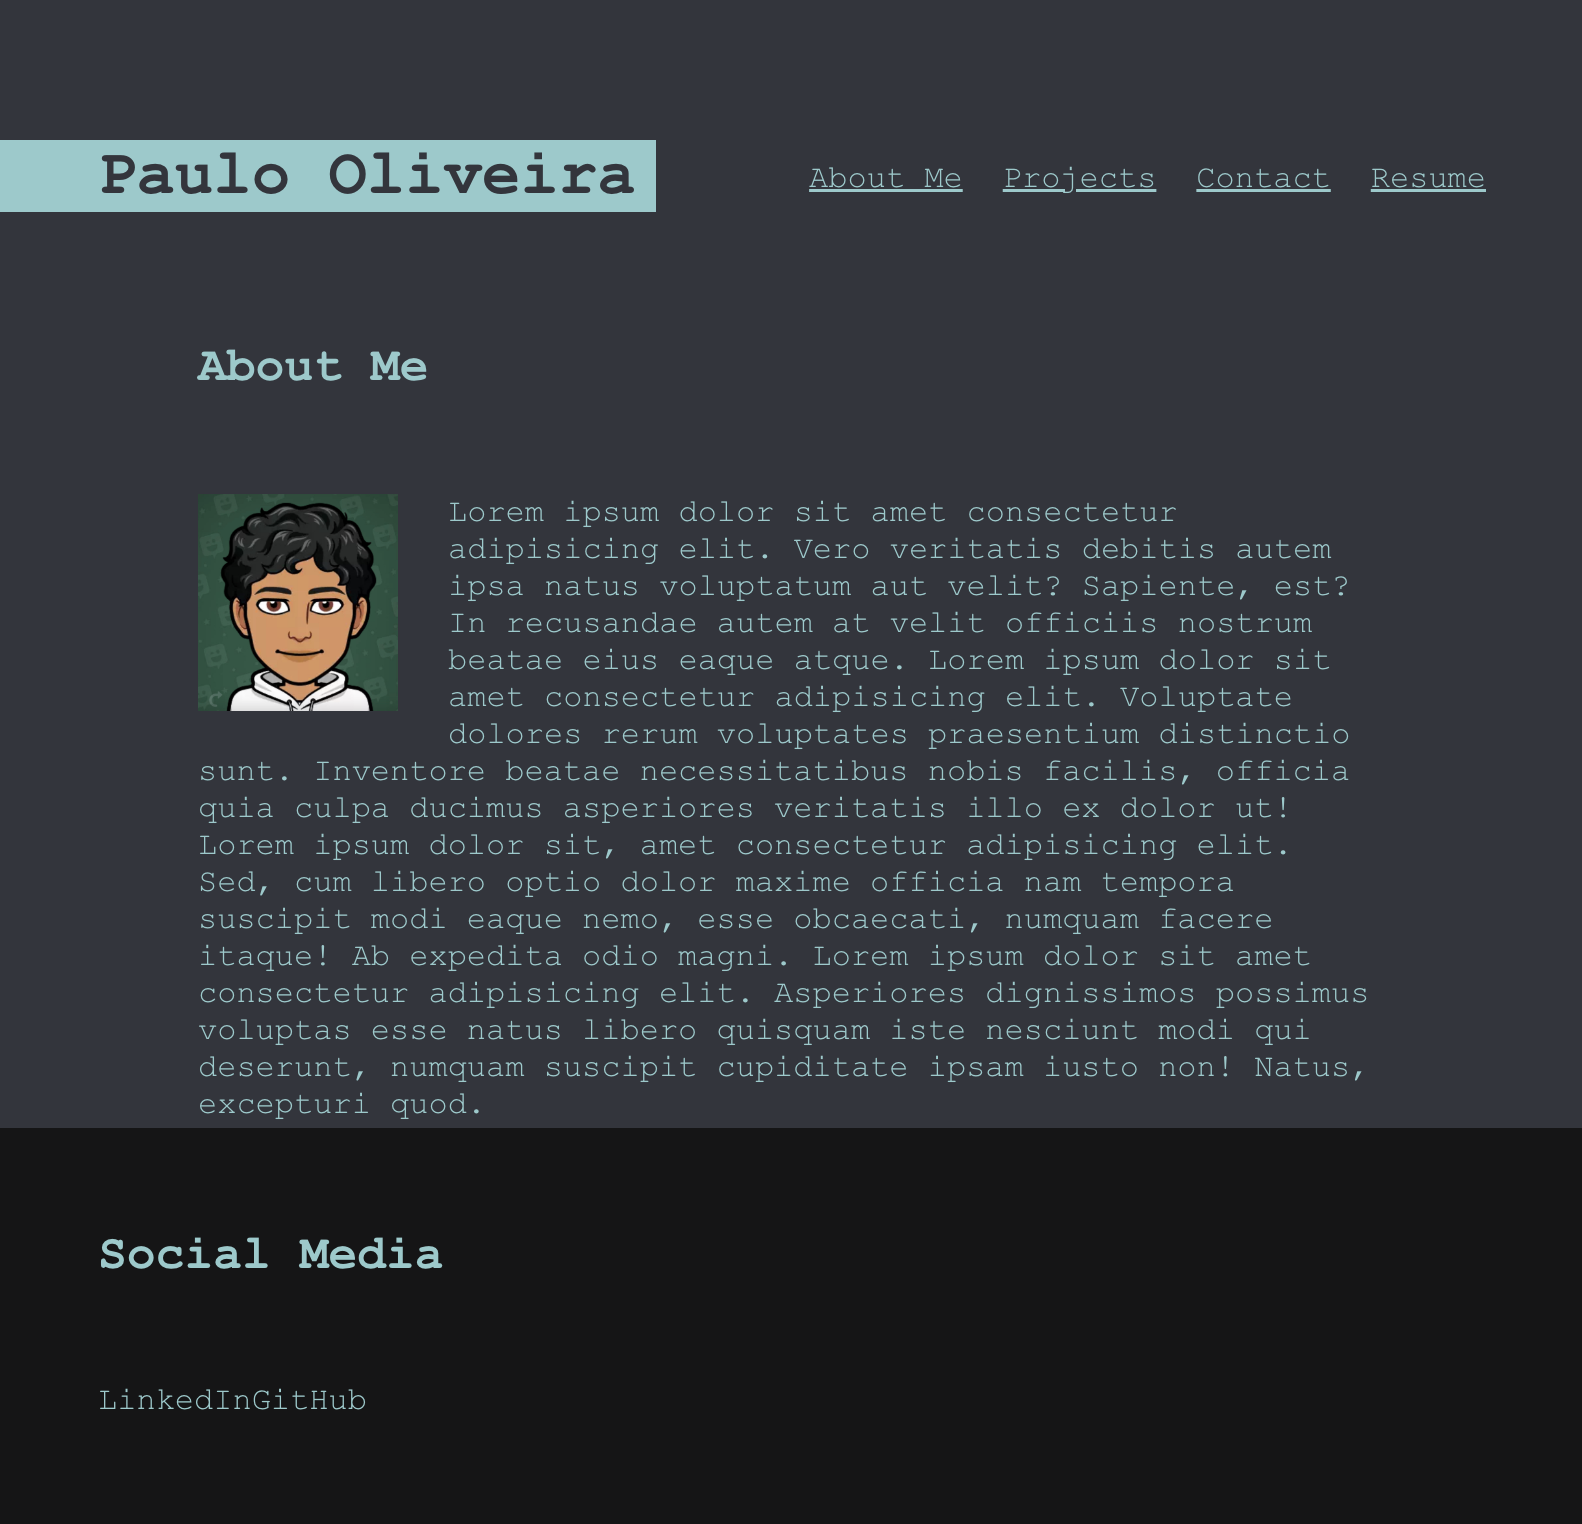 Paulo Oliveira
About Me
Projects
Contact
Resume
About Me
Lorem ipsum dolor sit amet consectetur
adipisicing elit. Vero veritatis debitis autem
ipsa natus voluptatum aut velit? Sapiente, est?
In recusandae autem at velit officiis nostrum
beatae eius eaque atque. Lorem ipsum dolor sit
amet consectetur adipisicing elit. Voluptate
dolores rerum voluptates praesentium distinctio
sunt. Inventore beatae necessitatibus nobis facilis, officia
quia culpa ducimus asperiores veritatis illo ex dolor ut!
Lorem ipsum dolor sit, amet consectetur adipisicing elit.
Sed, cum libero optio dolor maxime officia nam tempora
suscipit modi eaque nemo, esse obcaecati, numquam facere
itaque! Ab expedita odio magni. Lorem ipsum dolor sit amet
consectetur adipisicing elit. Asperiores dignissimos possimus
voluptas esse natus libero quisquam iste nesciunt modi qui
deserunt, numquam suscipit cupiditate ipsam iusto non! Natus,
excepturi quod.
Social Media
LinkedInGitHub